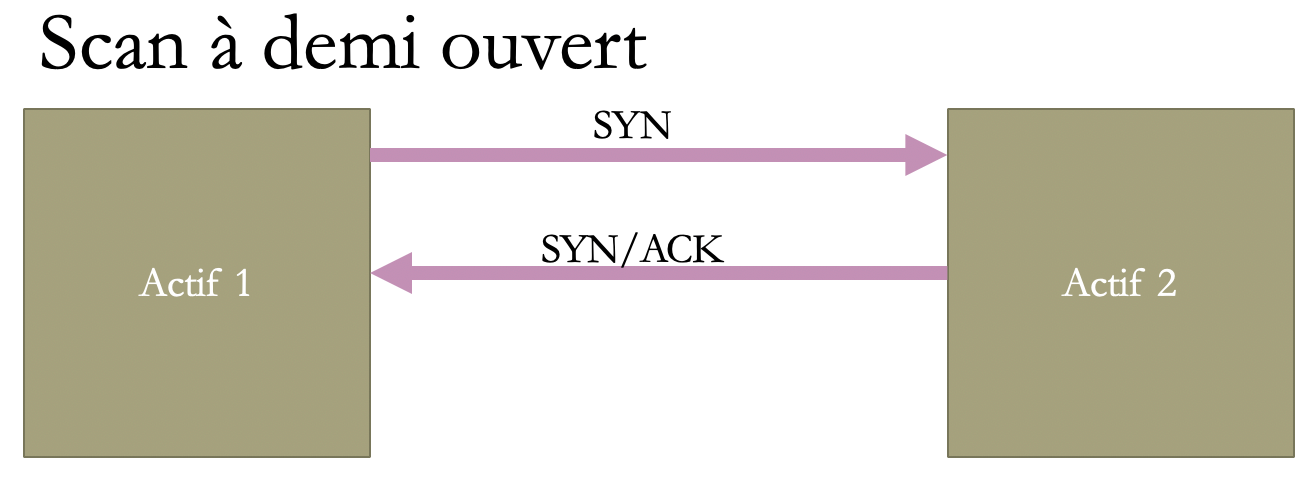 Scan à demi ouvert
SYN
SYN/ACK
Actif 1
Actif 2